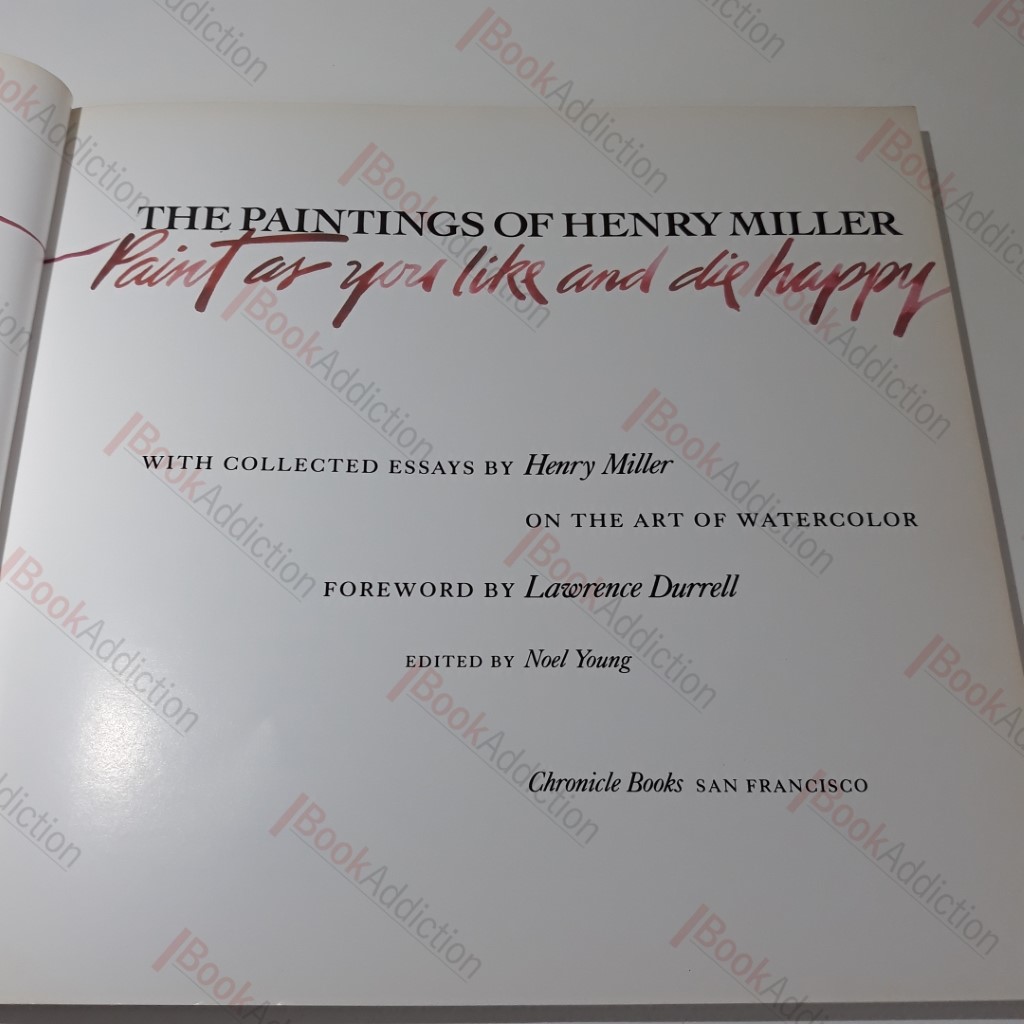 THE PAINTINGS OF HENRY MILLER
Paint as you like and die happy
WITH COLLECTED ESSAYS BY Henry Miller
ON THE ART OF WATERCOLOR
FOREWORD BY Lawrence Durrell
EDITED BY Noel Young
Chronicle Books SAN FRANCISCO
BookAddiction